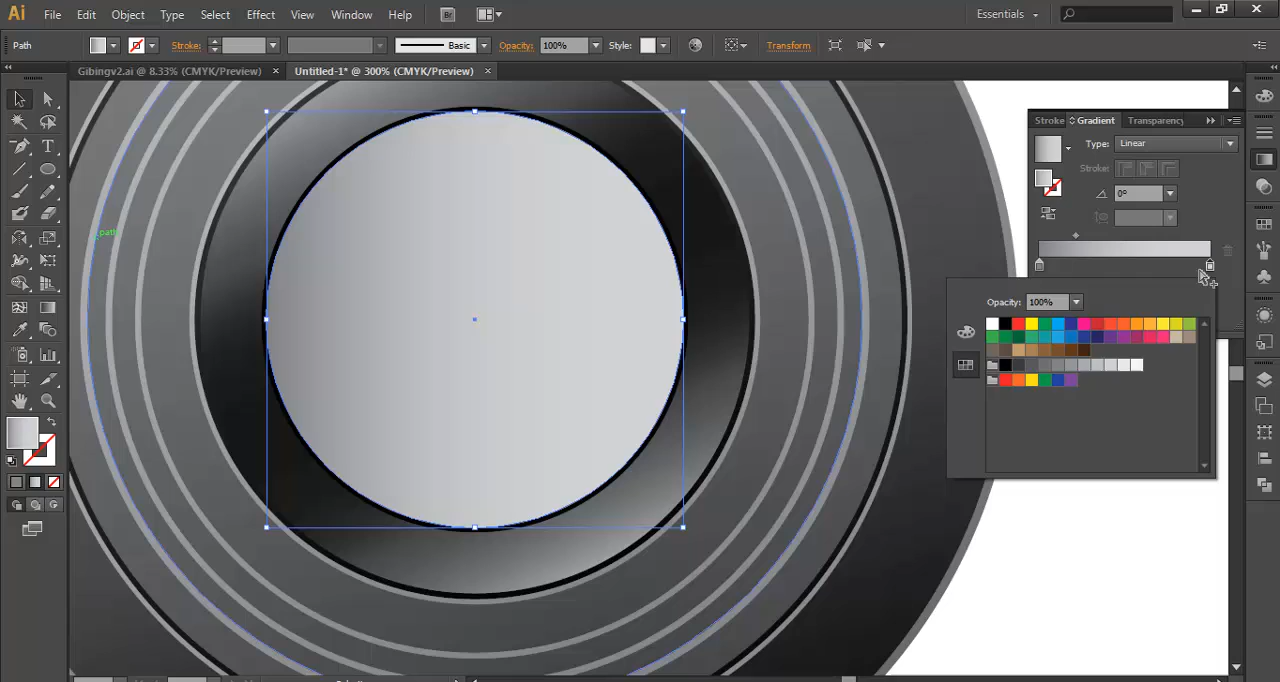 Ai File Edit Object Type Select Effect View Window Help Br Essentials
Path Stroke: Basic Opacity: 100% Style: Transform
Gibingv2.ai @ 8.33% (CMYK/Preview) × Untitled-1* @ 300% (CMYK/Preview) ×
Stroke Gradient Transparency
Type: Linear
Stroke:
0°
path
Opacity: 100%